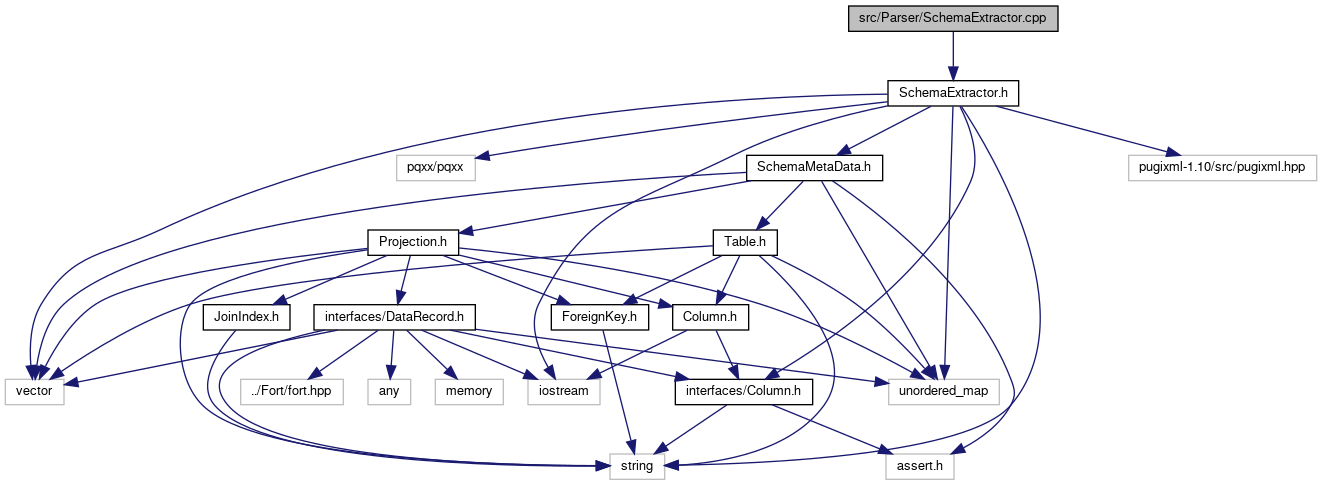 src/Parser/SchemaExtractor.cpp
SchemaExtractor.h
pqxx/pqxx
SchemaMetaData.h
pugixml-1.10/src/pugixml.hpp
Projection.h
Table.h
JoinIndex.h
interfaces/DataRecord.h
ForeignKey.h
Column.h
vector
../Fort/fort.hpp
any
memory
iostream
interfaces/Column.h
unordered_map
string
assert.h